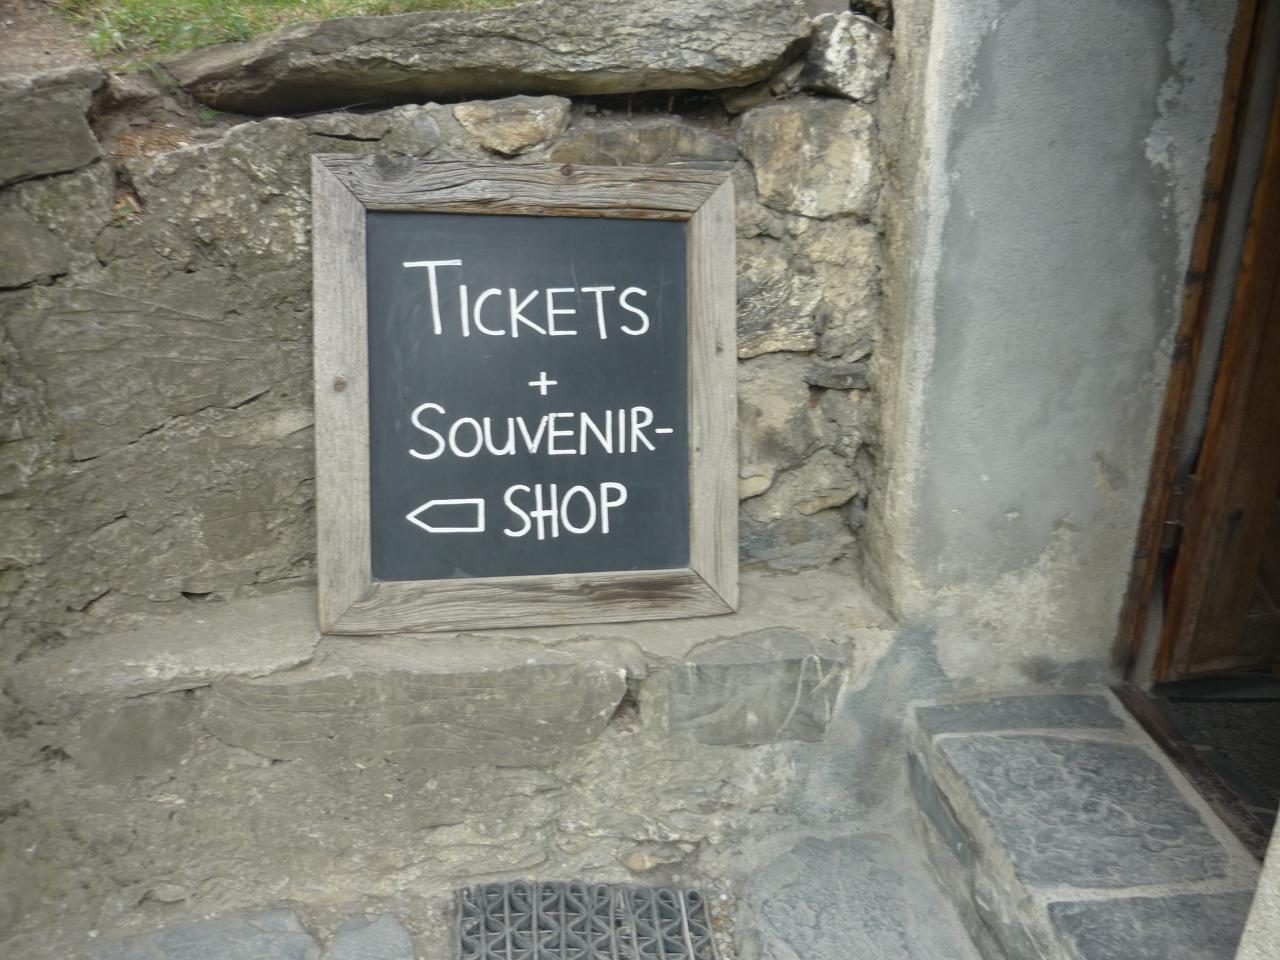 TICKETS
+
SOUVENIR-
SHOP